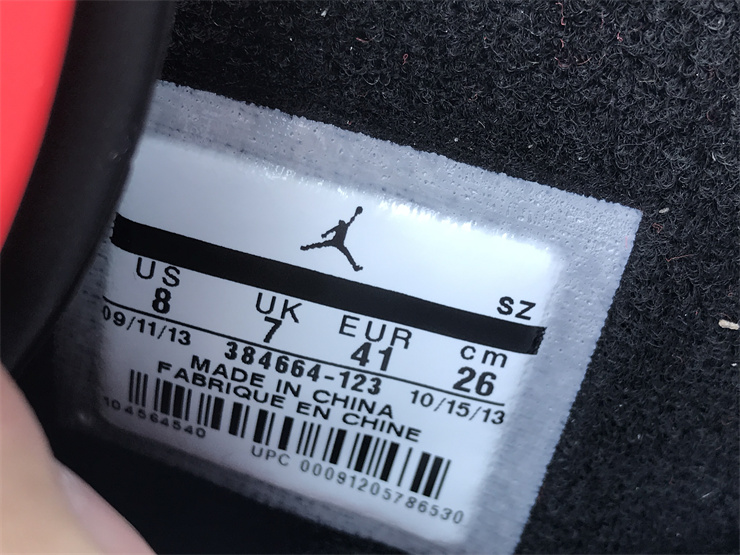 SZ
US UK EUR cm
8 7 41 26
09/11/13 384664-123 10/15/13
MADE IN CHINA
FABRIQUE EN CHINE
104564540
UPC 00091205786530